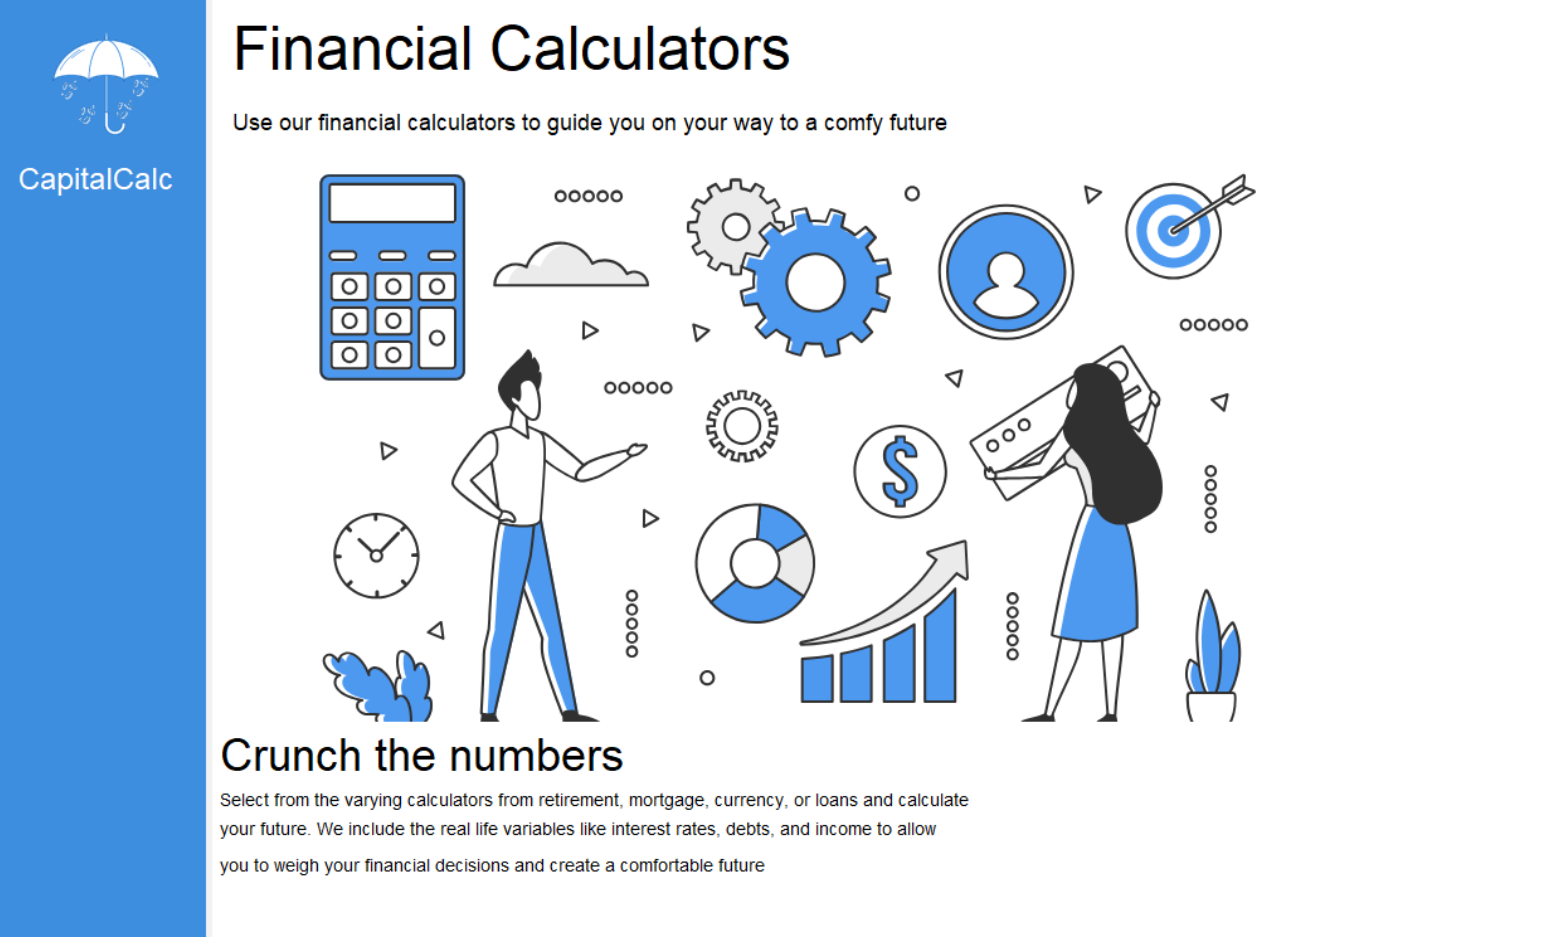 CapitalCalc
Financial Calculators
Use our financial calculators to guide you on your way to a comfy future
$
Crunch the numbers
Select from the varying calculators from retirement, mortgage, currency, or loans and calculate
your future. We include the real life variables like interest rates, debts, and income to allow
you to weigh your financial decisions and create a comfortable future